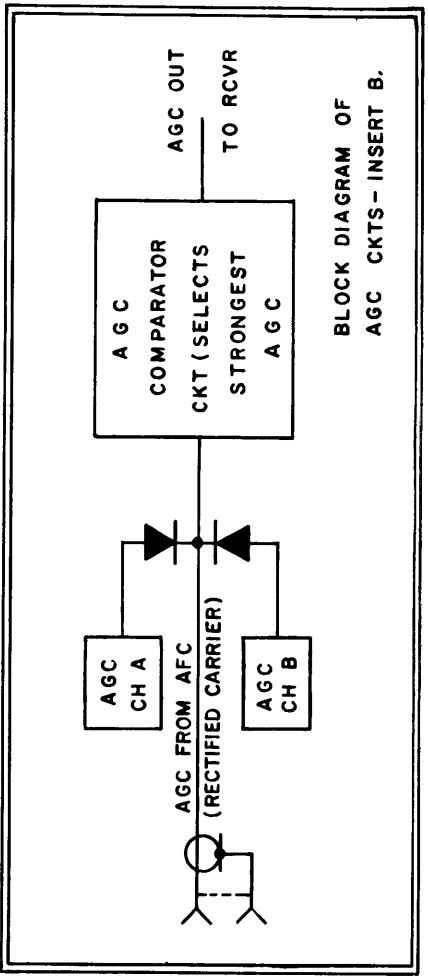 AGC
CH A
AGC FROM AFC
(RECTIFIED CARRIER)
AGC
CH B
AGC
COMPARATOR
CKT (SELECTS
STRONGEST
AGC
AGC OUT
TO RCVR
BLOCK DIAGRAM OF
AGC CKTS - INSERT B.